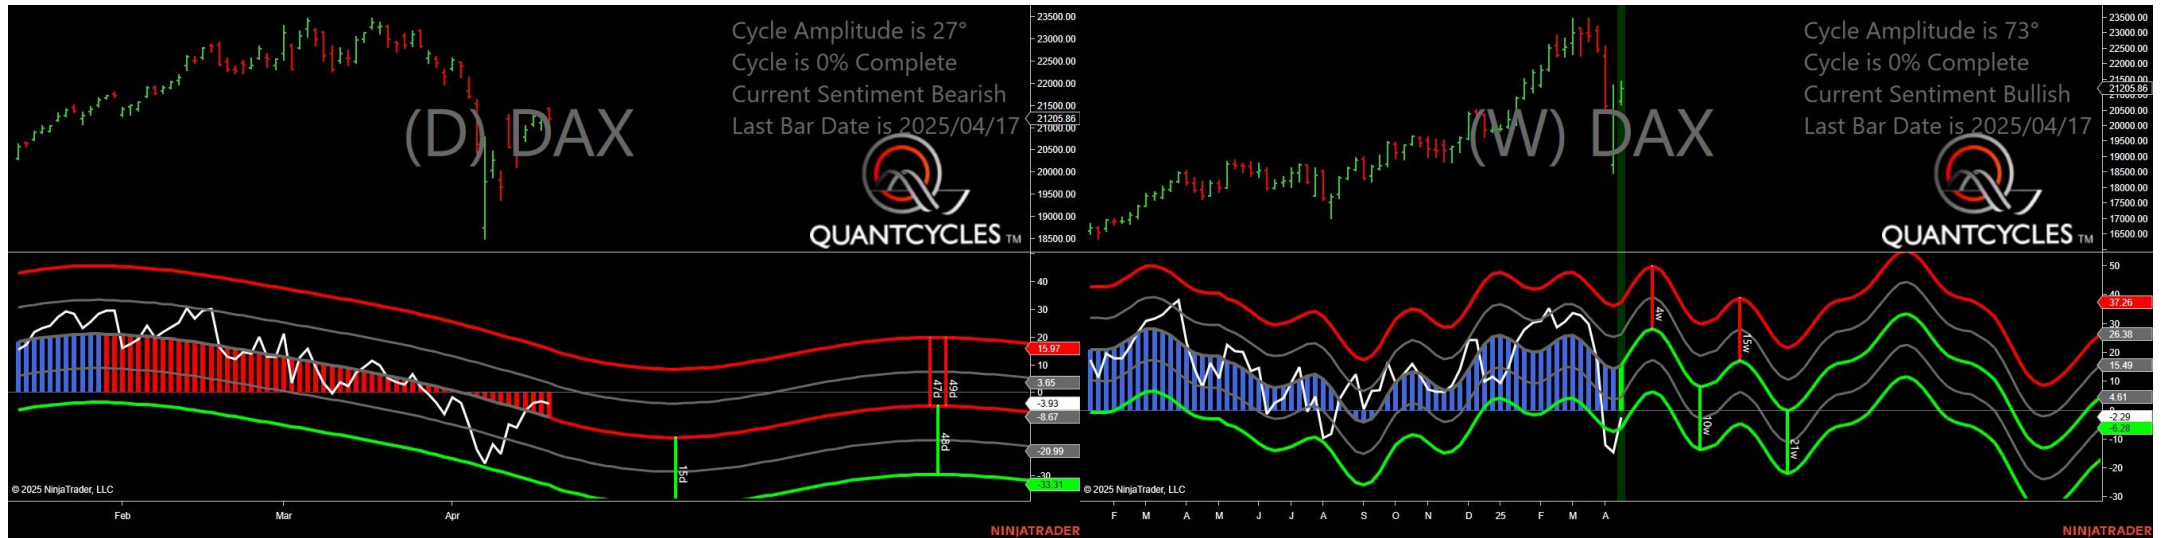 Cycle Amplitude is 27°
Cycle is 0% Complete
Current Sentiment Bearish
Last Bar Date is 2025/04/17
(D) DAX
QUANTCYCLES TM
23500.00
23000.00
22500.00
22000.00
21500.00
21205.86
21000.00
20500.00
20000.00
19500.00
19000.00
18500.00
40
30
20
15.97
10
3.65
0
-3.93
-8.67
-20.99
-30
-33.31
15d
47d
49d
48d
© 2025 NinjaTrader, LLC
Feb
Mar
Apr
NINJATRADER
Cycle Amplitude is 73°
Cycle is 0% Complete
Current Sentiment Bullish
Last Bar Date is 2025/04/17
(W) DAX
QUANTCYCLES TM
23500.00
23000.00
22500.00
22000.00
21500.00
21205.86
20500.00
20000.00
19500.00
19000.00
18500.00
18000.00
17500.00
17000.00
16500.00
50
40
37.26
30
26.38
20
15.49
10
4.61
-2.29
-6.28
-10
-20
-30
4w
15w
10w
21w
© 2025 NinjaTrader, LLC
F
M
A
M
J
J
A
S
O
N
D
25
F
M
A
NINJATRADER